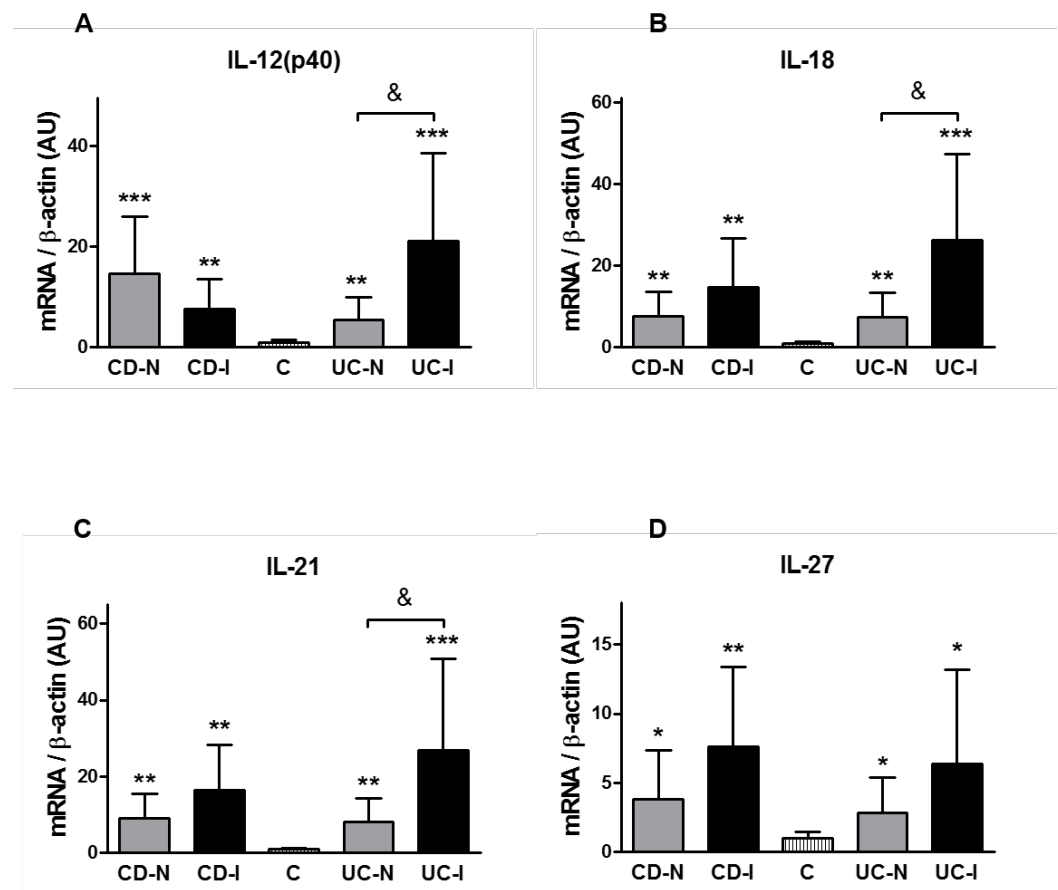 A
IL-12(p40)
mRNA / β-actin (AU)
40
20
0
***
**
**
&
***
CD-N CD-I C UC-N UC-I
B
IL-18
mRNA / β-actin (AU)
60
40
20
0
**
**
**
&
***
CD-N CD-I C UC-N UC-I
C
IL-21
mRNA / β-actin (AU)
60
40
20
0
**
**
**
&
***
CD-N CD-I C UC-N UC-I
D
IL-27
mRNA / β-actin (AU)
15
10
5
0
*
**
*
*
CD-N CD-I C UC-N UC-I